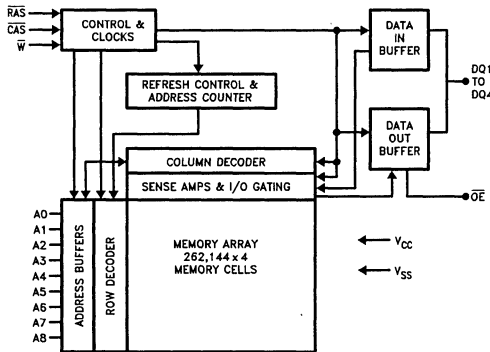 RAS
CAS
W
CONTROL &
CLOCKS
DATA
IN
BUFFER
REFRESH CONTROL &
ADDRESS COUNTER
DQ1
TO
DQ4
DATA
OUT
BUFFER
COLUMN DECODER
SENSE AMPS & I/O GATING
OE
A0
A1
A2
A3
A4
A5
A6
A7
A8
ADDRESS BUFFERS
ROW DECODER
MEMORY ARRAY
262,144 x 4
MEMORY CELLS
VCC
VSS